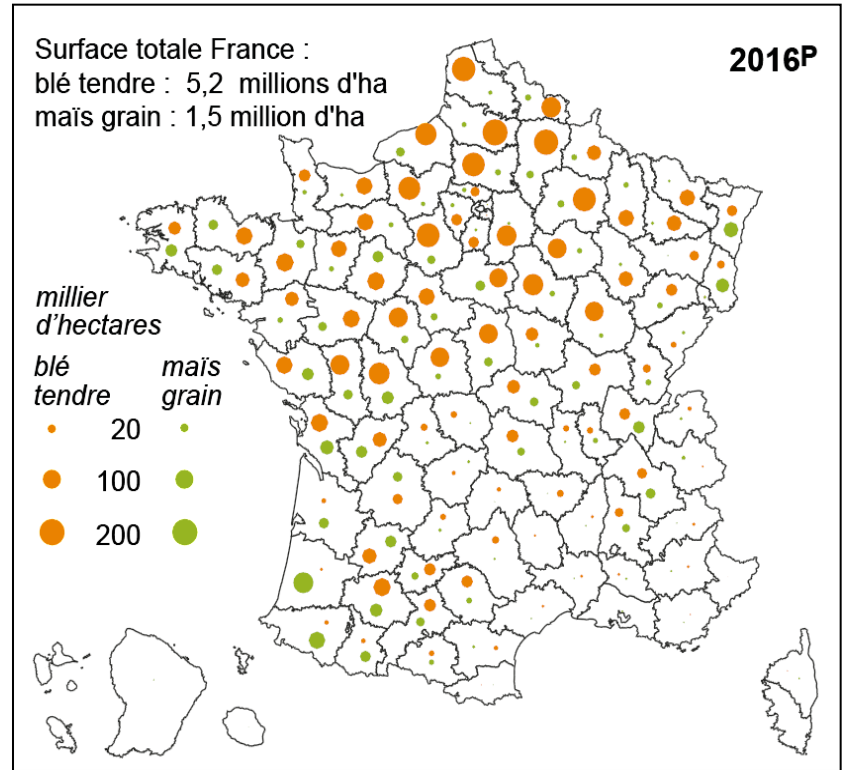 Surface totale France :
blé tendre : 5,2 millions d'ha
maïs grain : 1,5 million d'ha
2016P
millier
d'hectares
blé tendre
maïs grain
20
100
200